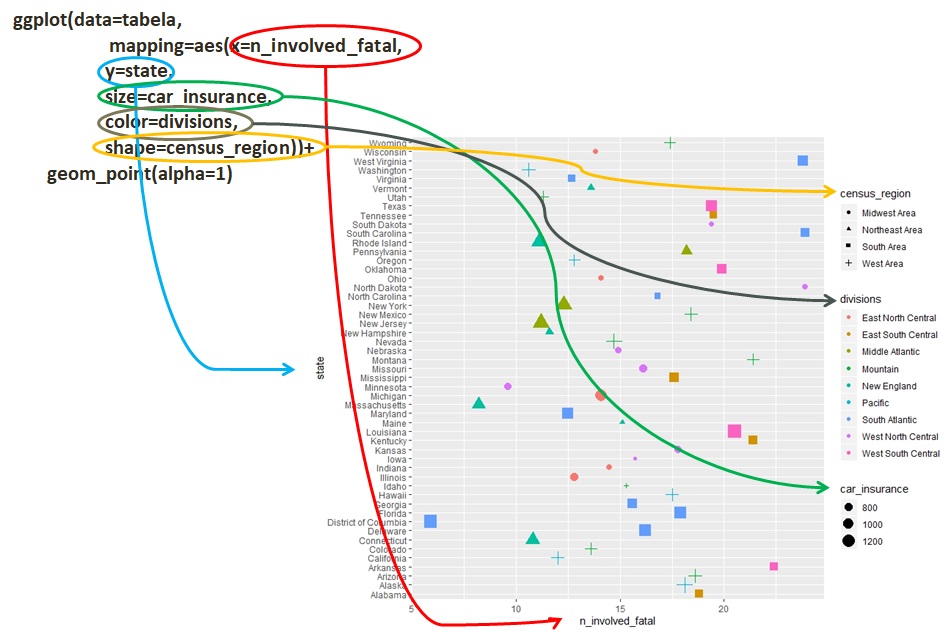 ggplot(data=tabela,
mapping=aes(x=n_involved_fatal,
y=state,
size=car_insurance,
color=divisions,
shape=census_region))+
geom_point(alpha=1)
Wyoming
Wisconsin
West Virginia
Washington
Virginia
Vermont
Utah
Texas
Tennessee
South Dakota
South Carolina
Rhode Island
Pennsylvania
Oregon
Oklahoma
Ohio
North Dakota
North Carolina
New York
New Mexico
New Jersey
New Hampshire
Nevada
Nebraska
Montana
Missouri
Mississippi
Minnesota
Michigan
Massachusetts
Maryland
Maine
Louisiana
Kentucky
Kansas
Iowa
Indiana
Illinois
Idaho
Hawaii
Georgia
Florida
District of Columbia
Delaware
Connecticut
Colorado
California
Arkansas
Arizona
Alaska
Alabama
state
5 10 15 20
n_involved_fatal
census_region
Midwest Area
Northeast Area
South Area
West Area
divisions
East North Central
East South Central
Middle Atlantic
Mountain
New England
Pacific
South Atlantic
West North Central
West South Central
car_insurance
800
1000
1200